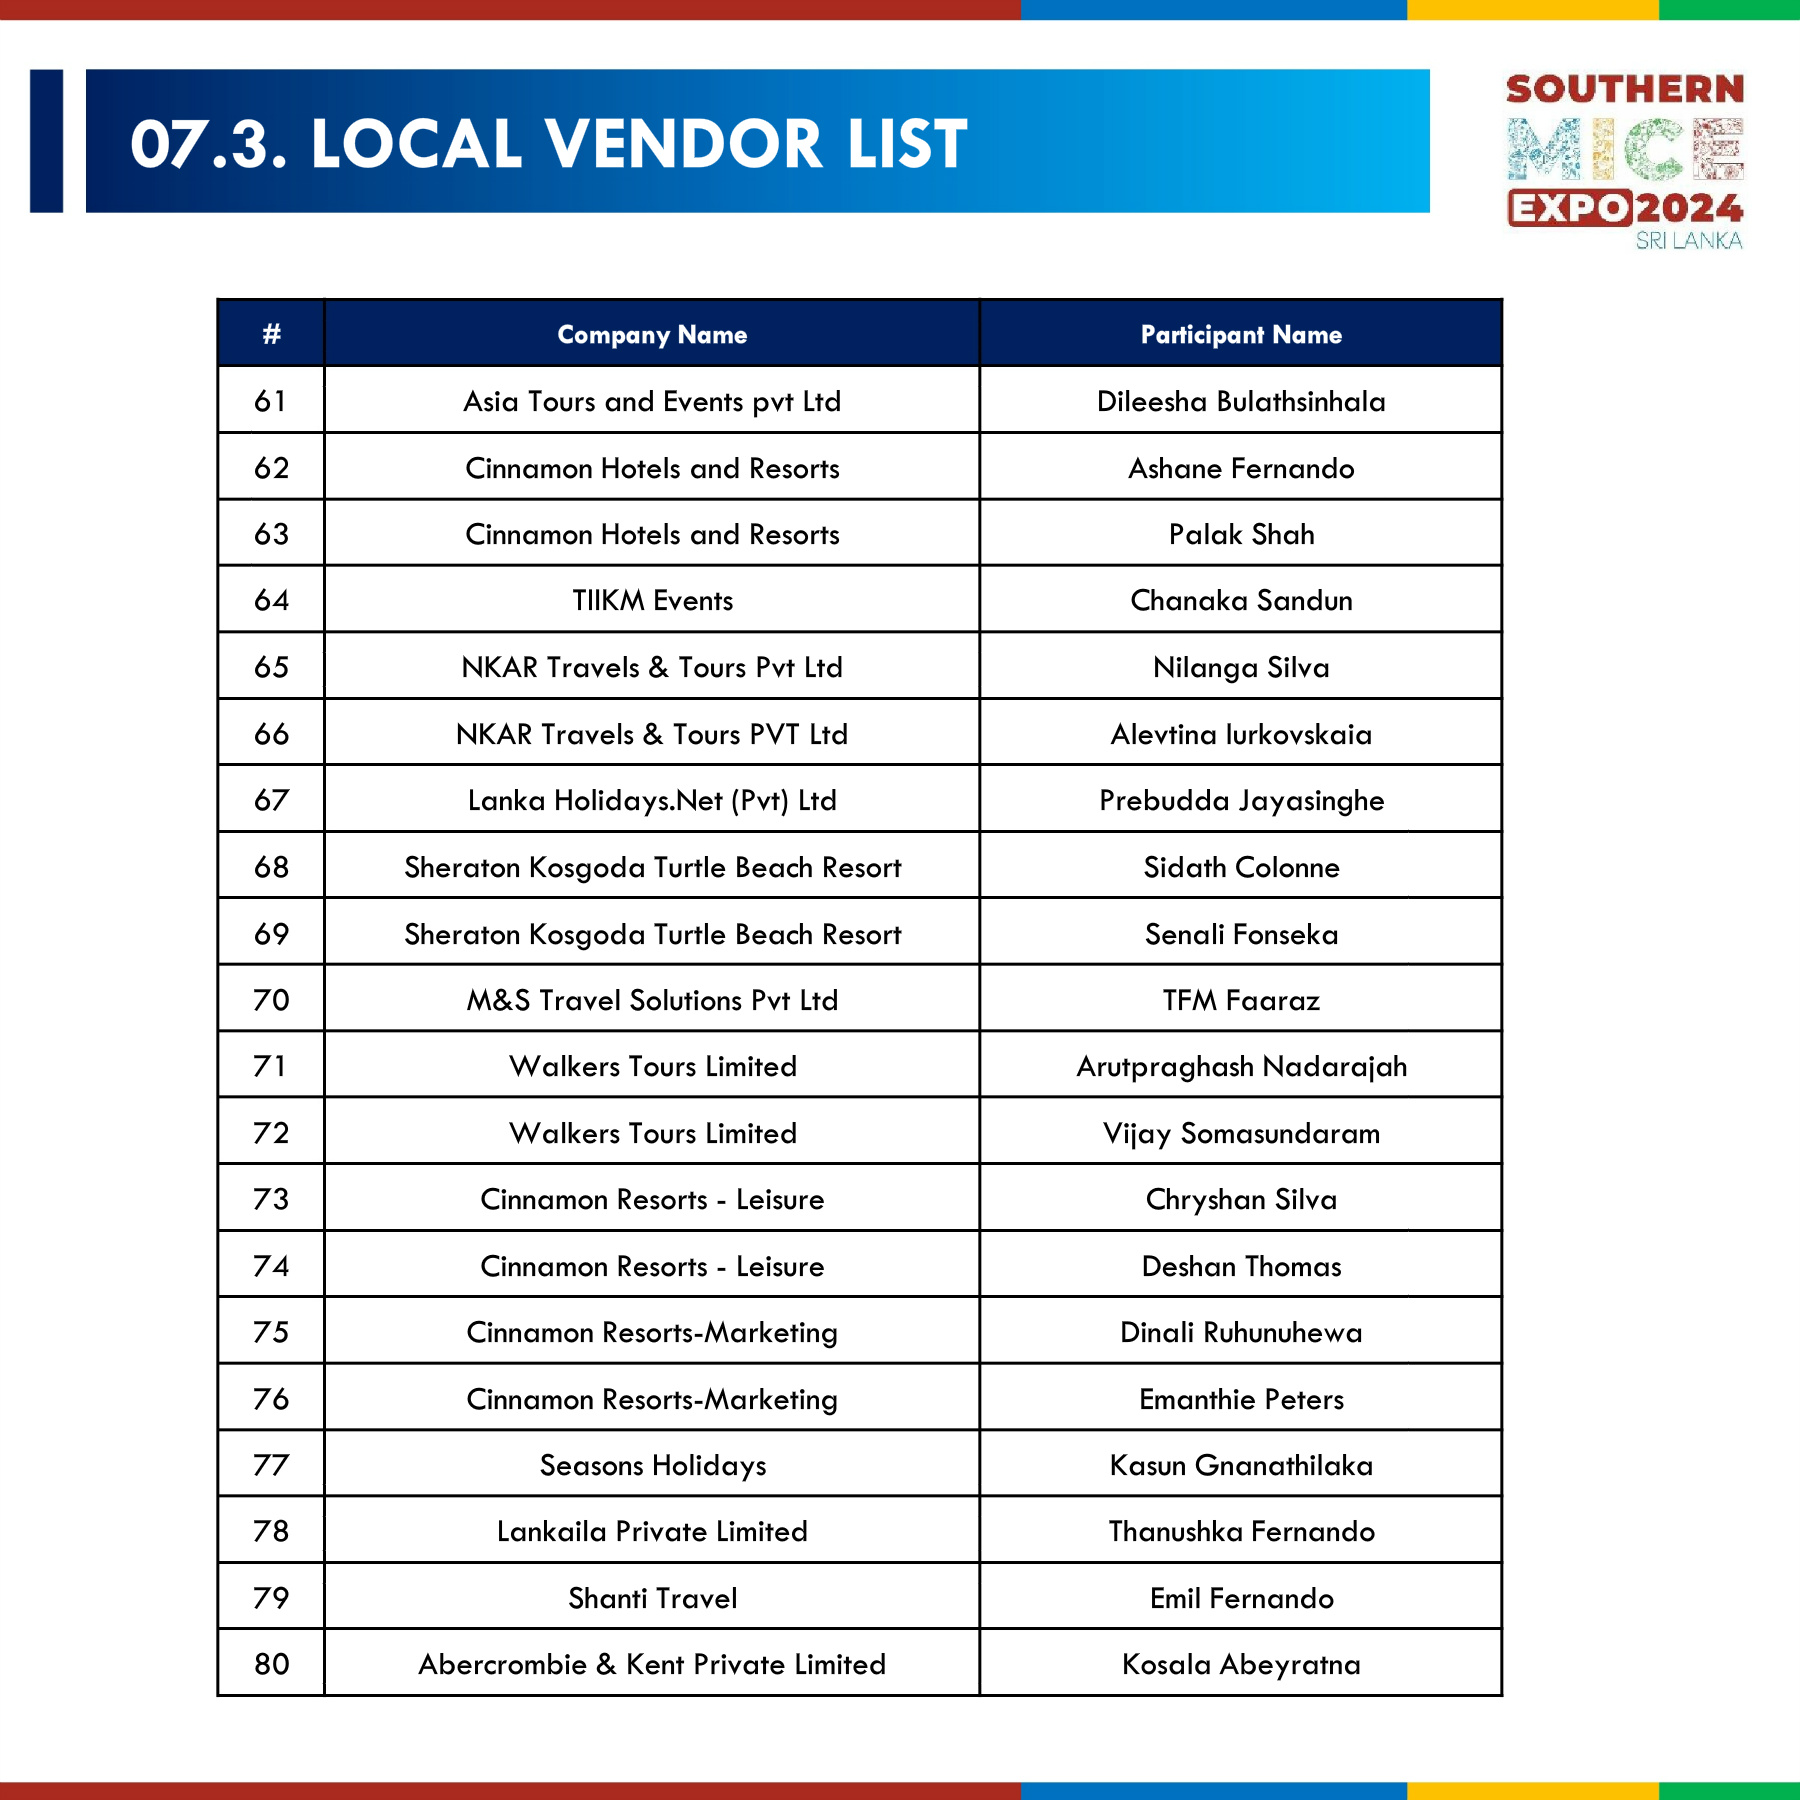 07.3. LOCAL VENDOR LIST
SOUTHERN
MICE
EXPO2024
SRI LANKA
# Company Name Participant Name
61 Asia Tours and Events pvt Ltd Dileesha Bulathsinhala
62 Cinnamon Hotels and Resorts Ashane Fernando
63 Cinnamon Hotels and Resorts Palak Shah
64 TIIKM Events Chanaka Sandun
65 NKAR Travels & Tours Pvt Ltd Nilanga Silva
66 NKAR Travels & Tours PVT Ltd Alevtina Iurkovskaia
67 Lanka Holidays.Net (Pvt) Ltd Prebudda Jayasinghe
68 Sheraton Kosgoda Turtle Beach Resort Sidath Colonne
69 Sheraton Kosgoda Turtle Beach Resort Senali Fonseka
70 M&S Travel Solutions Pvt Ltd TFM Faaraz
71 Walkers Tours Limited Arutpraghash Nadarajah
72 Walkers Tours Limited Vijay Somasundaram
73 Cinnamon Resorts - Leisure Chryshan Silva
74 Cinnamon Resorts - Leisure Deshan Thomas
75 Cinnamon Resorts-Marketing Dinali Ruhunuhewa
76 Cinnamon Resorts-Marketing Emanthie Peters
77 Seasons Holidays Kasun Gnanathilaka
78 Lankaila Private Limited Thanushka Fernando
79 Shanti Travel Emil Fernando
80 Abercrombie & Kent Private Limited Kosala Abeyratna